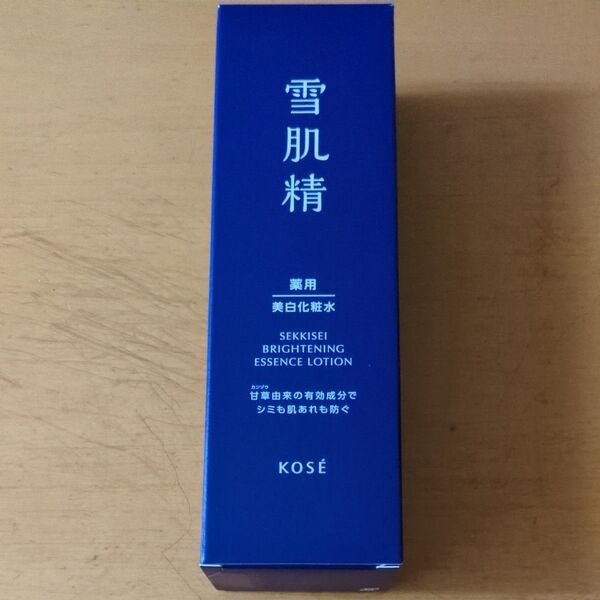 雪肌精
薬用
美白化粧水
SEKKISEI
BRIGHTENING
ESSENCE LOTION
カンゾウ
甘草由来の有効成分で
シミも肌あれも防ぐ
KOSÉ